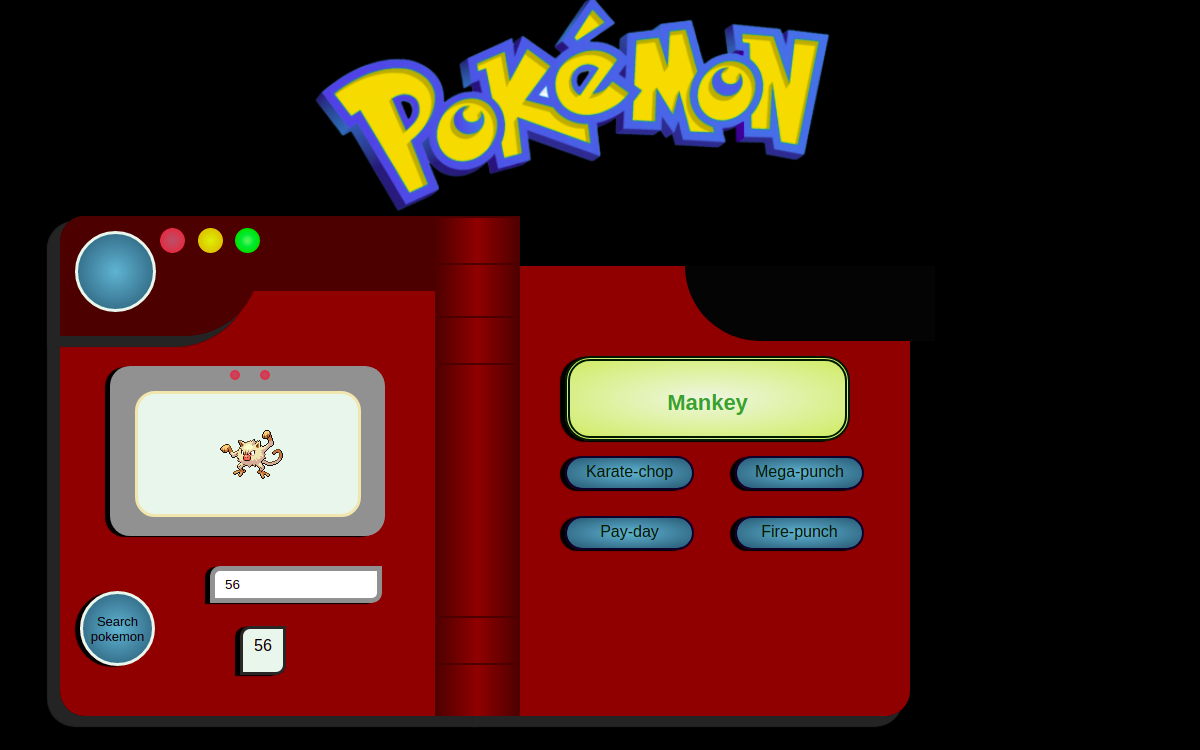 Pokémon
Mankey
Karate-chop
Mega-punch
Pay-day
Fire-punch
56
Search
pokemon
56